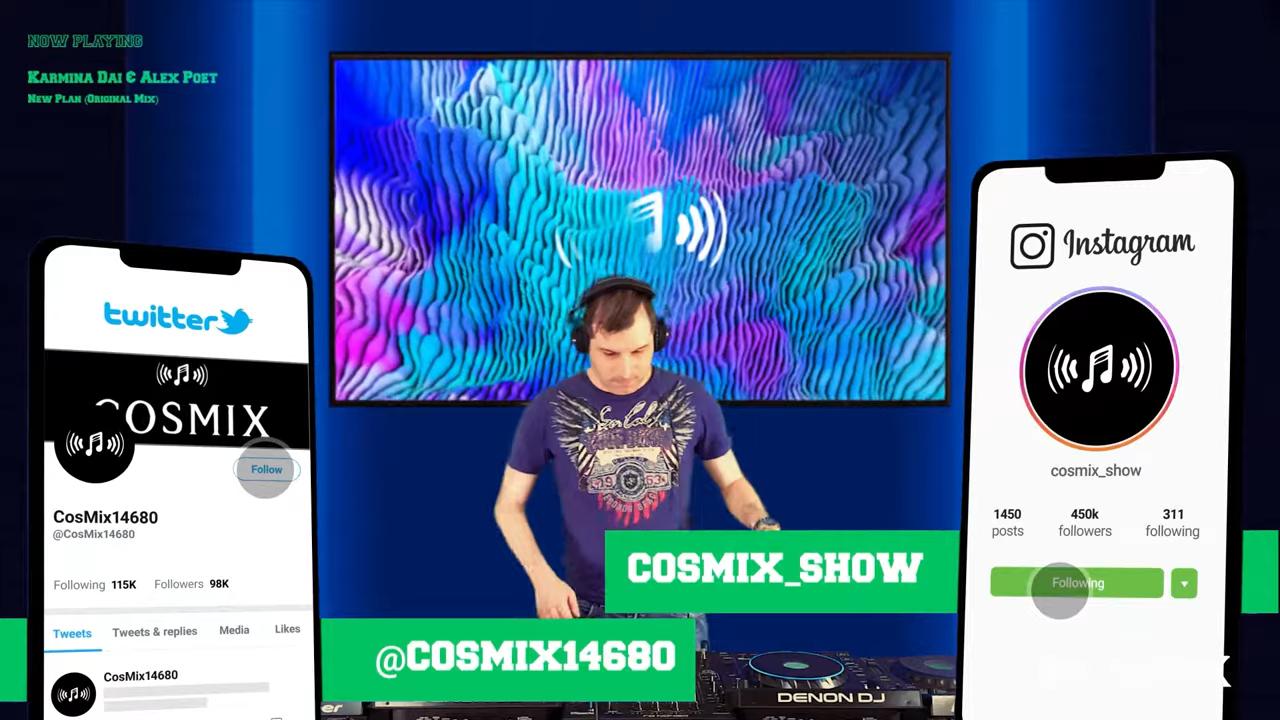 NOW PLAYING
KARMINA DAI & ALEX POET
NEW PLAN (ORIGINAL MIX)
twitter
COSMIX
Follow
CosMix14680
@CosMix14680
Following 115K Followers 98K
Tweets Tweets & replies Media Likes
CosMix14680
Instagram
cosmix_show
1450 450k 311
posts followers following
Following
COSMIX_SHOW
@COSMIX14680
DENON DJ